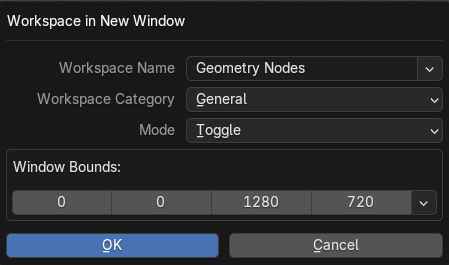 Workspace in New Window
Workspace Name Geometry Nodes
Workspace Category General
Mode Toggle
Window Bounds:
0 0 1280 720
OK Cancel